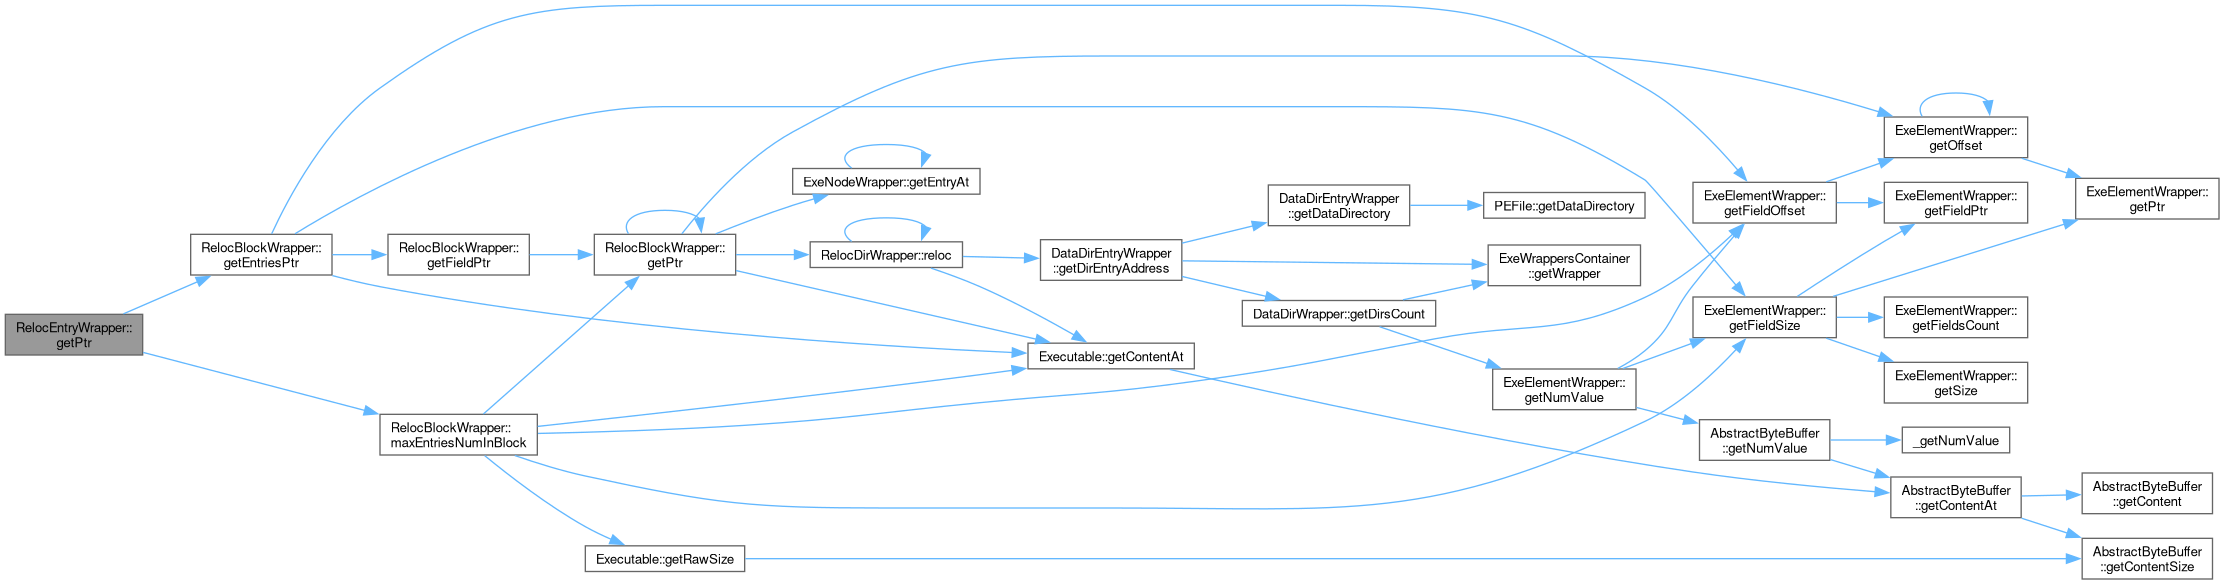 RelocEntryWrapper::
getPtr
RelocBlockWrapper::
getEntriesPtr
RelocBlockWrapper::
getFieldPtr
RelocBlockWrapper::
maxEntriesNumInBlock
RelocBlockWrapper::
getPtr
Executable::getRawSize
ExeNodeWrapper::getEntryAt
RelocDirWrapper::reloc
DataDirEntryWrapper
::getDirEntryAddress
Executable::getContentAt
DataDirEntryWrapper
::getDataDirectory
DataDirWrapper::getDirsCount
PEFile::getDataDirectory
ExeWrappersContainer
::getWrapper
ExeElementWrapper::
getNumValue
ExeElementWrapper::
getFieldOffset
ExeElementWrapper::
getFieldSize
AbstractByteBuffer
::getNumValue
ExeElementWrapper::
getOffset
ExeElementWrapper::
getFieldPtr
ExeElementWrapper::
getFieldsCount
ExeElementWrapper::
getSize
_getNumValue
AbstractByteBuffer
::getContentAt
ExeElementWrapper::
getPtr
AbstractByteBuffer
::getContent
AbstractByteBuffer
::getContentSize